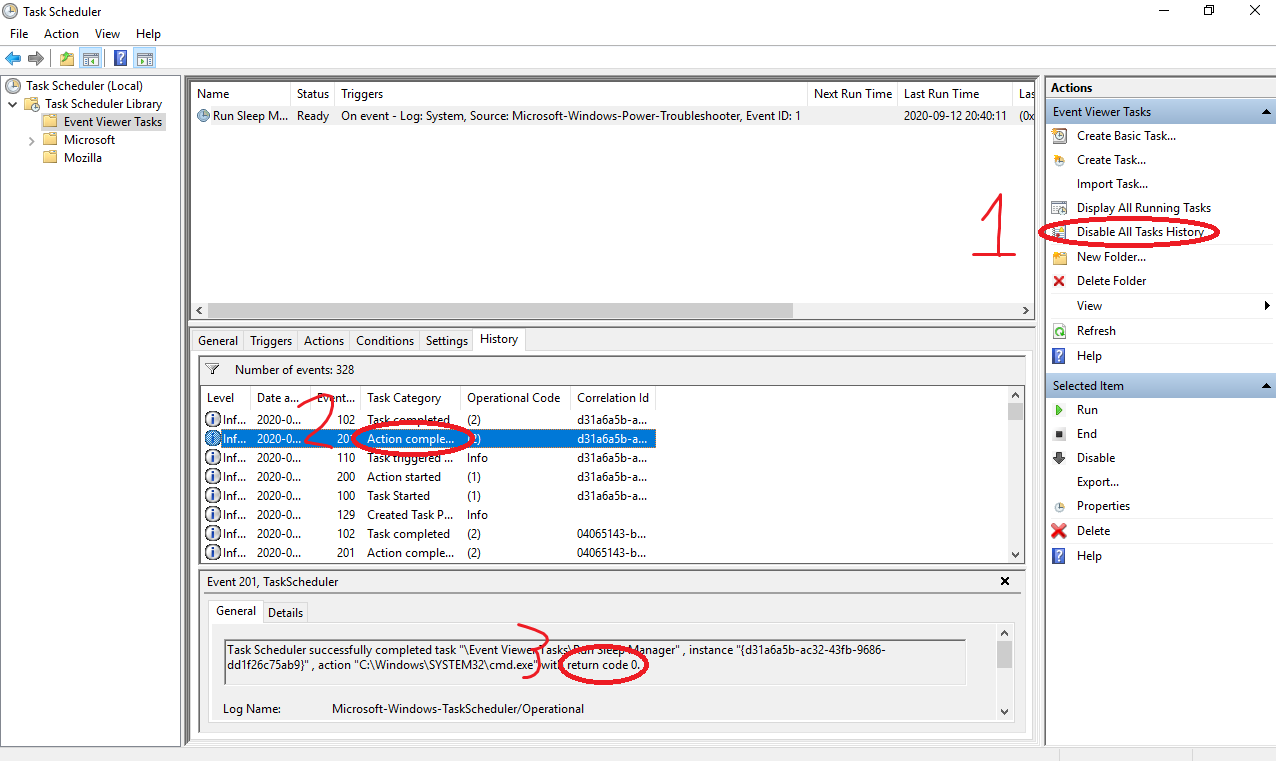 Task Scheduler
File Action View Help
Task Scheduler (Local)
Task Scheduler Library
Event Viewer Tasks
Microsoft
Mozilla
Name Status Triggers Next Run Time Last Run Time Las
Run Sleep M... Ready On event - Log: System, Source: Microsoft-Windows-Power-Troubleshooter, Event ID: 1 2020-09-12 20:40:11 (0x
1
General Triggers Actions Conditions Settings History
Number of events: 328
Level Date a... Event... Task Category Operational Code Correlation Id
Inf... 2020-0... 102 Task completed (2) d31a6a5b-a...
Inf... 2020-0... 201 Action comple... (2) d31a6a5b-a...
2
Inf... 2020-0... 110 Task triggered ... Info d31a6a5b-a...
Inf... 2020-0... 200 Action started (1) d31a6a5b-a...
Inf... 2020-0... 100 Task Started (1) d31a6a5b-a...
Inf... 2020-0... 129 Created Task P... Info
Inf... 2020-0... 102 Task completed (2) 04065143-b...
Inf... 2020-0... 201 Action comple... (2) 04065143-b...
Event 201, TaskScheduler
General Details
3
Task Scheduler successfully completed task "\Event Viewer Tasks\Run Sleep Manager" , instance "{d31a6a5b-ac32-43fb-9686-
dd1f26c75ab9}" , action "C:\Windows\SYSTEM32\cmd.exe" with return code 0.
Log Name: Microsoft-Windows-TaskScheduler/Operational
Actions
Event Viewer Tasks
Create Basic Task...
Create Task...
Import Task...
Display All Running Tasks
Disable All Tasks History
New Folder...
Delete Folder
View
Refresh
Help
Selected Item
Run
End
Disable
Export...
Properties
Delete
Help